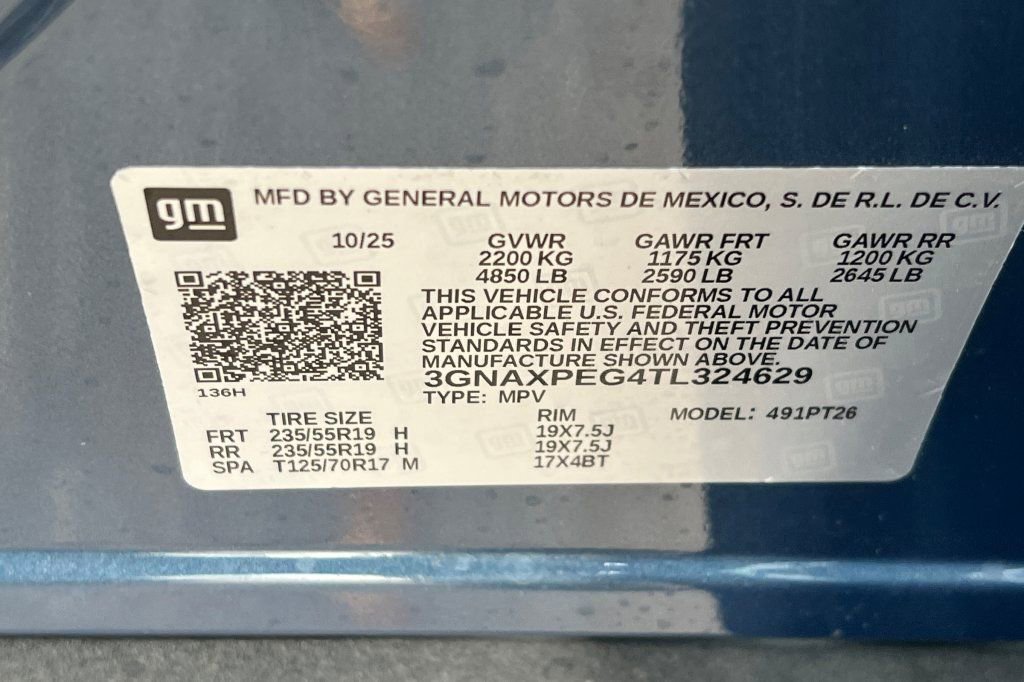 gm MFD BY GENERAL MOTORS DE MEXICO, S. DE R.L. DE C.V.
10/25 GVWR GAWR FRT GAWR RR
2200 KG 1175 KG 1200 KG
4850 LB 2590 LB 2645 LB
THIS VEHICLE CONFORMS TO ALL
APPLICABLE U.S. FEDERAL MOTOR
VEHICLE SAFETY AND THEFT PREVENTION
STANDARDS IN EFFECT ON THE DATE OF
MANUFACTURE SHOWN ABOVE.
3GNAXPEG4TL324629
136H TYPE: MPV
TIRE SIZE RIM MODEL: 491PT26
FRT 235/55R19 H 19X7.5J
RR 235/55R19 H 19X7.5J
SPA T125/70R17 M 17X4BT